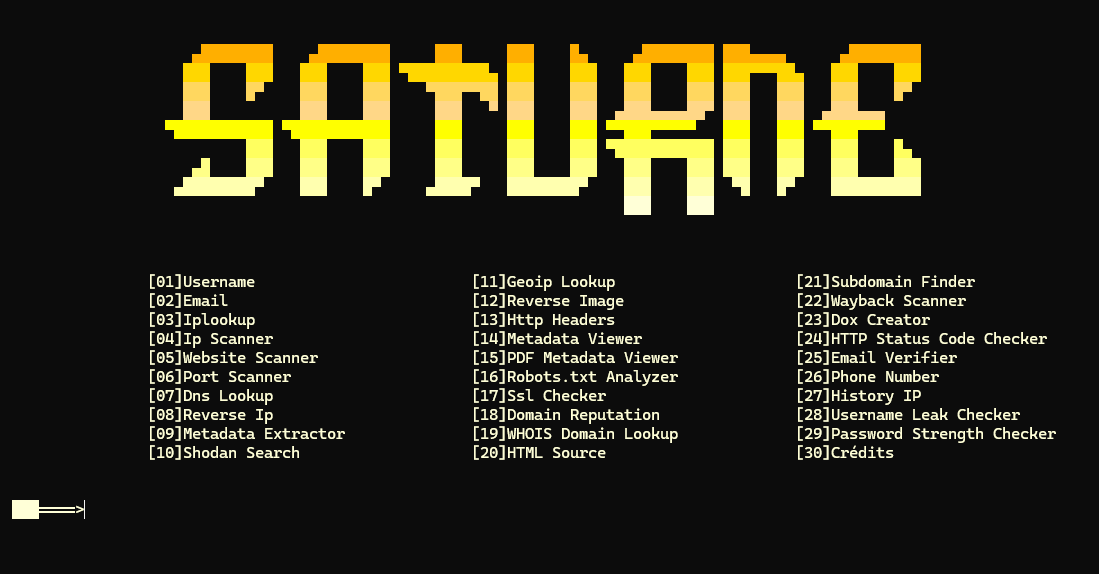 SATURNE
[01]Username
[02]Email
[03]Iplookup
[04]Ip Scanner
[05]Website Scanner
[06]Port Scanner
[07]Dns Lookup
[08]Reverse Ip
[09]Metadata Extractor
[10]Shodan Search
[11]Geoip Lookup
[12]Reverse Image
[13]Http Headers
[14]Metadata Viewer
[15]PDF Metadata Viewer
[16]Robots.txt Analyzer
[17]Ssl Checker
[18]Domain Reputation
[19]WHOIS Domain Lookup
[20]HTML Source
[21]Subdomain Finder
[22]Wayback Scanner
[23]Dox Creator
[24]HTTP Status Code Checker
[25]Email Verifier
[26]Phone Number
[27]History IP
[28]Username Leak Checker
[29]Password Strength Checker
[30]Crédits
███════>